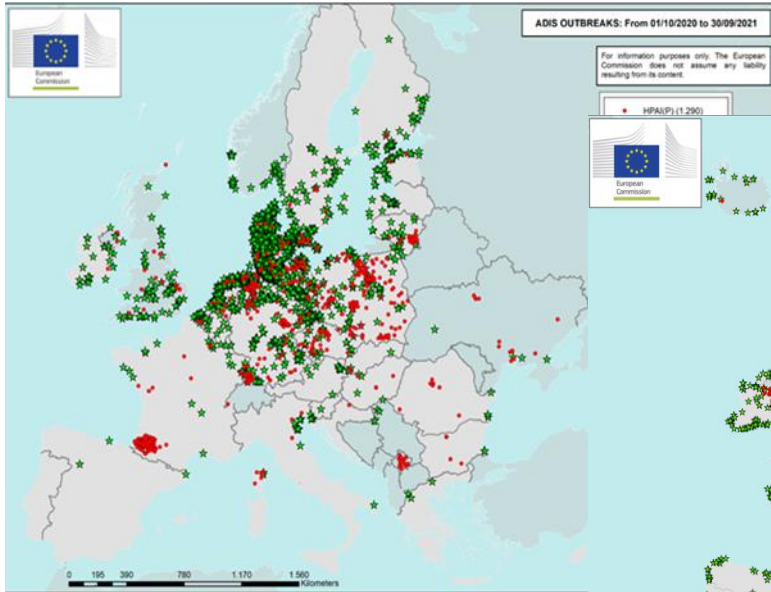 European
Commission
ADIS OUTBREAKS: From 01/10/2020 to 30/09/2021
For information purposes only. The European
Commission does not assume any liability
resulting from its content.
HPAI(P)-(1.290)
European
Commission
0 195 390 780 1.170 1.560
Kilometers